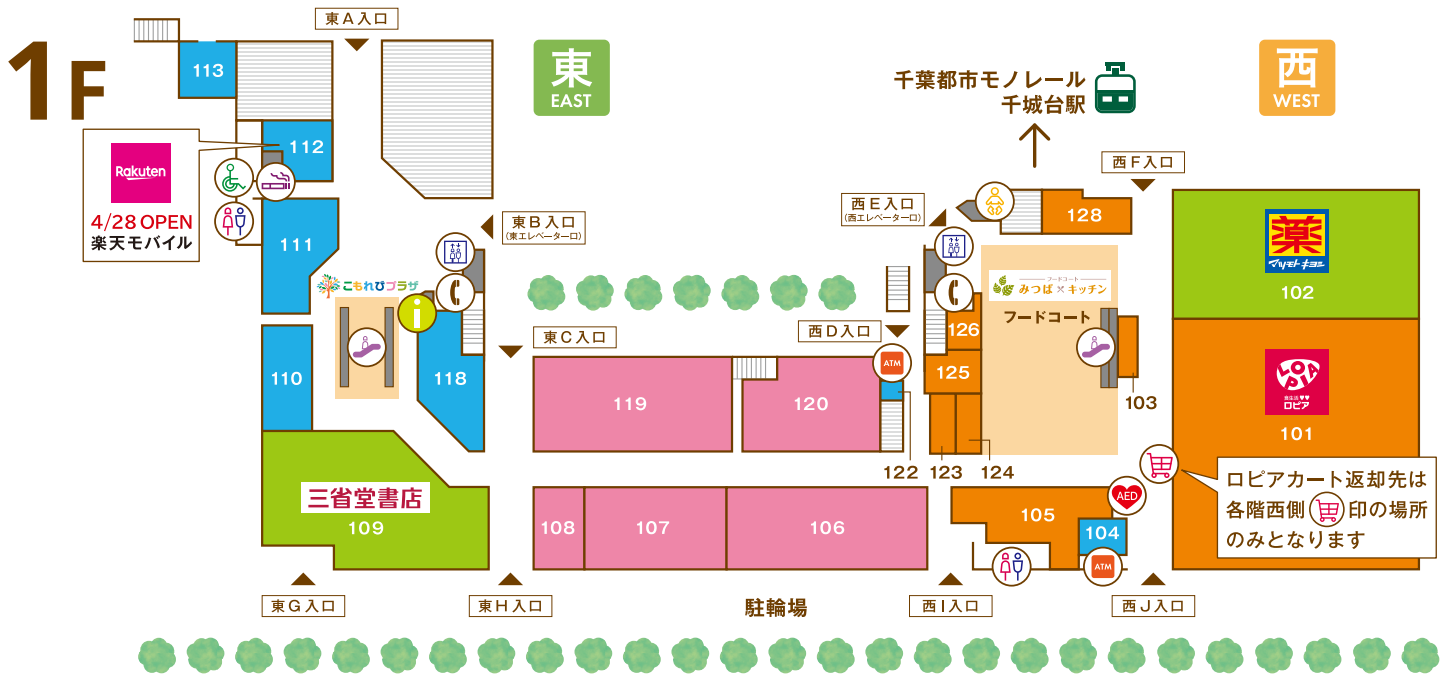 1F
東A入口
東
EAST
西
WEST
千葉都市モノレール
千城台駅
113
112
Rakuten
4/28 OPEN
楽天モバイル
111
東B入口
(東エレベーター口)
西E入口
(西エレベーター口)
西F入口
128
薬
マツモトキヨシ
102
こもれびプラザ
i
フードコート
みつば×キッチン
フードコート
126
西D入口
ATM
東C入口
110
118
119
120
125
103
LOPIA
食生活♥♥
ロピア
101
122
123
124
三省堂書店
109
108
107
106
105
AED
104
ATM
ロピアカート返却先は
各階西側 印の場所
のみとなります
東G入口
東H入口
駐輪場
西I入口
西J入口